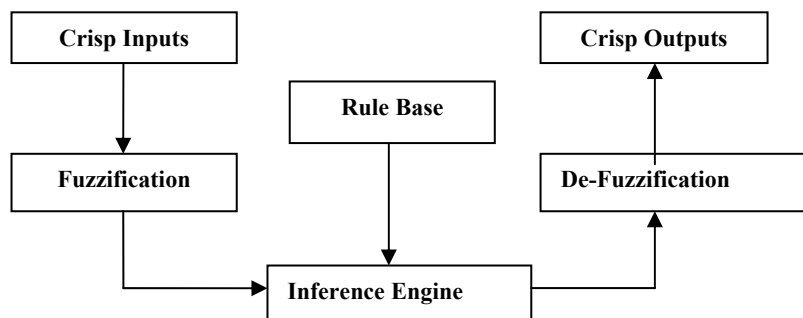 Crisp Inputs
Crisp Outputs
Rule Base
Fuzzification
De-Fuzzification
Inference Engine